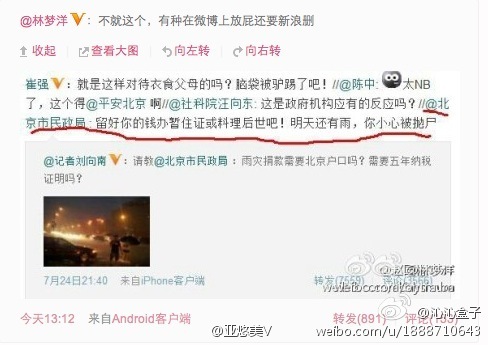 @林梦洋V：不就这个，有种在微博上放屁还要新浪删
收起 查看大图 向左转 向右转
崔强V：就是这样对待衣食父母的吗？脑袋被驴踢了吧！//@陈中：太NB
了，这个得@平安北京 啊//@社科院汪向东：这是政府机构应有的反应吗？//@北
京市民政局：留好你的钱办暂住证或料理后世吧！明天还有雨，你小心被抛尸
@记者刘向南V：请教@北京市民政局：雨灾捐款需要北京户口吗？需要五年纳税
证明吗？
7月24日21:40 来自iPhone客户端 转发(7559) 评论(3566)
今天13:12 来自Android客户端 转发(891) 评论
@沁沁盒子
@亚悠美V weibo.com/u/1888710643